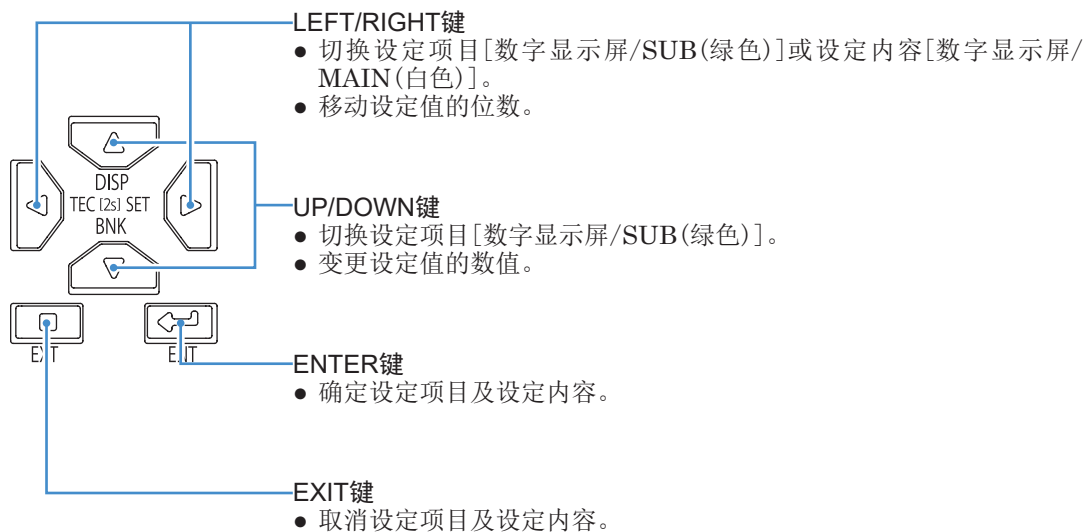 LEFT/RIGHT键
● 切换设定项目[数字显示屏/SUB(绿色)]或设定内容[数字显示屏/
MAIN(白色)]。
● 移动设定值的位数。
DISP
TEC [2s] SET
BNK
UP/DOWN键
● 切换设定项目[数字显示屏/SUB(绿色)]。
● 变更设定值的数值。
EXT
ENT
ENTER键
● 确定设定项目及设定内容。
EXIT键
● 取消设定项目及设定内容。